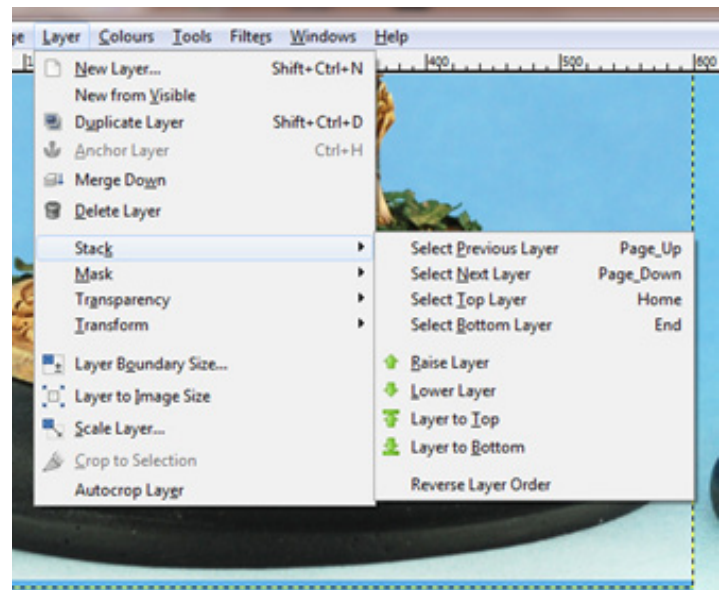 ge Layer Colours Tools Filters Windows Help
400 500 600
New Layer... Shift+Ctrl+N
New from Visible
Duplicate Layer Shift+Ctrl+D
Anchor Layer Ctrl+H
Merge Down
Delete Layer
Stack
Mask
Transparency
Transform
Layer Boundary Size...
Layer to Image Size
Scale Layer...
Crop to Selection
Autocrop Layer
Select Previous Layer Page_Up
Select Next Layer Page_Down
Select Top Layer Home
Select Bottom Layer End
Raise Layer
Lower Layer
Layer to Top
Layer to Bottom
Reverse Layer Order